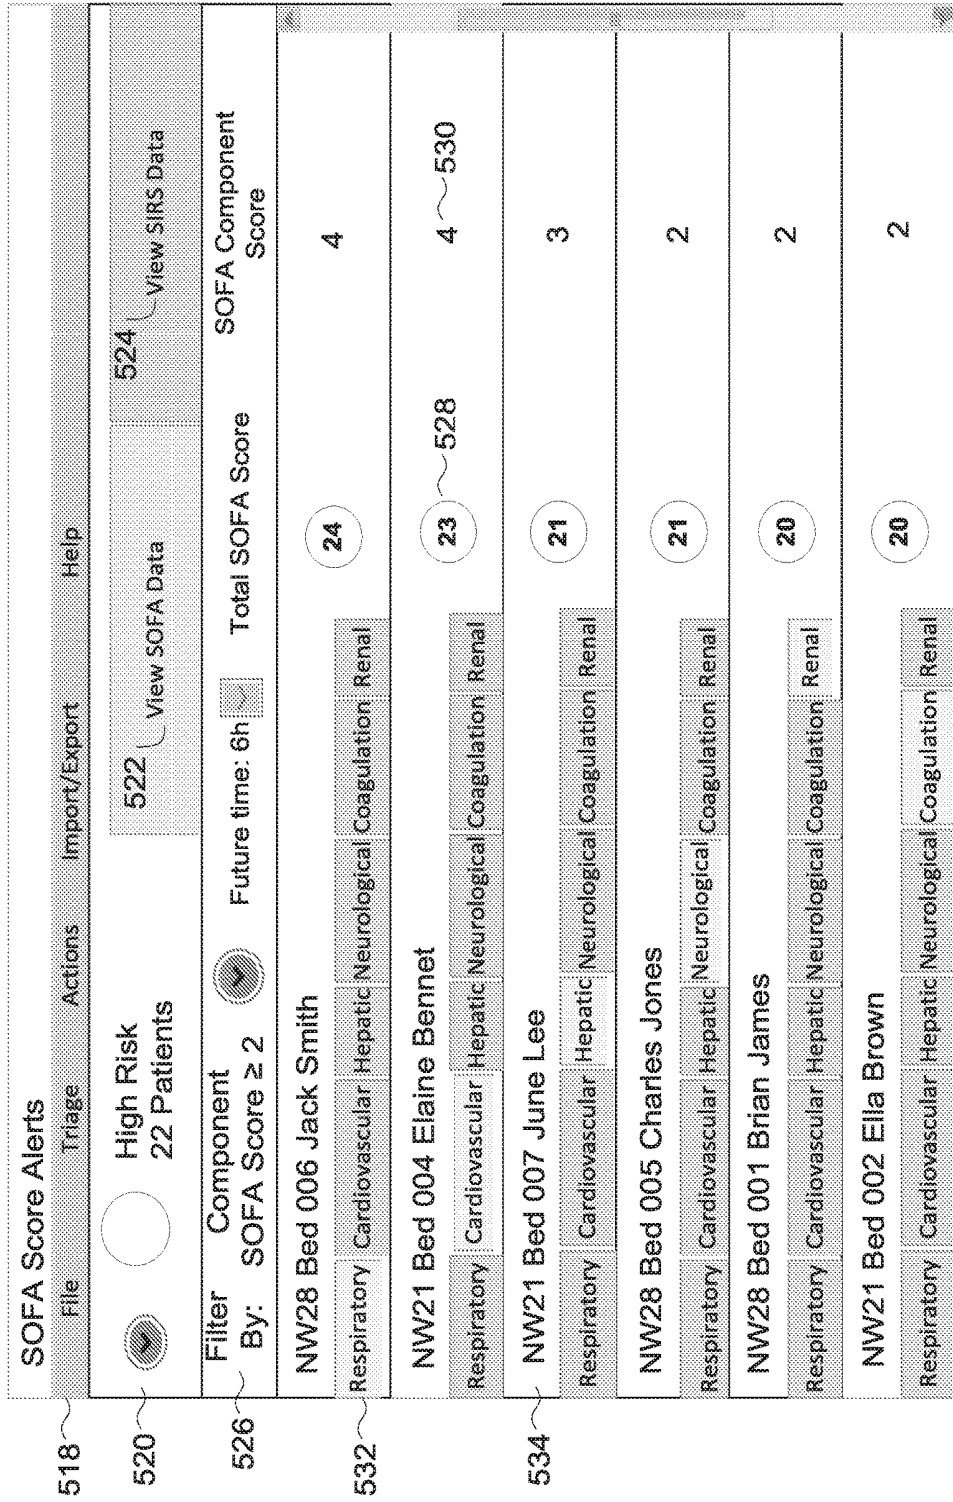 SOFA Score Alerts
518 File Triage Actions Import/Export Help
520 High Risk
22 Patients
522 View SOFA Data
524 View SIRS Data
526 Filter By: Component
SOFA Score ≥ 2
Future time: 6h
Total SOFA Score
SOFA Component
Score
NW28 Bed 006 Jack Smith
24 4
532 Respiratory Cardiovascular Hepatic Neurological Coagulation Renal
NW21 Bed 004 Elaine Bennet
23 528 4 530
Respiratory Cardiovascular Hepatic Neurological Coagulation Renal
534 NW21 Bed 007 June Lee
21 3
Respiratory Cardiovascular Hepatic Neurological Coagulation Renal
NW28 Bed 005 Charles Jones
21 2
Respiratory Cardiovascular Hepatic Neurological Coagulation Renal
NW28 Bed 001 Brian James
20 2
Respiratory Cardiovascular Hepatic Neurological Coagulation Renal
NW21 Bed 002 Ella Brown
20 2
Respiratory Cardiovascular Hepatic Neurological Coagulation Renal